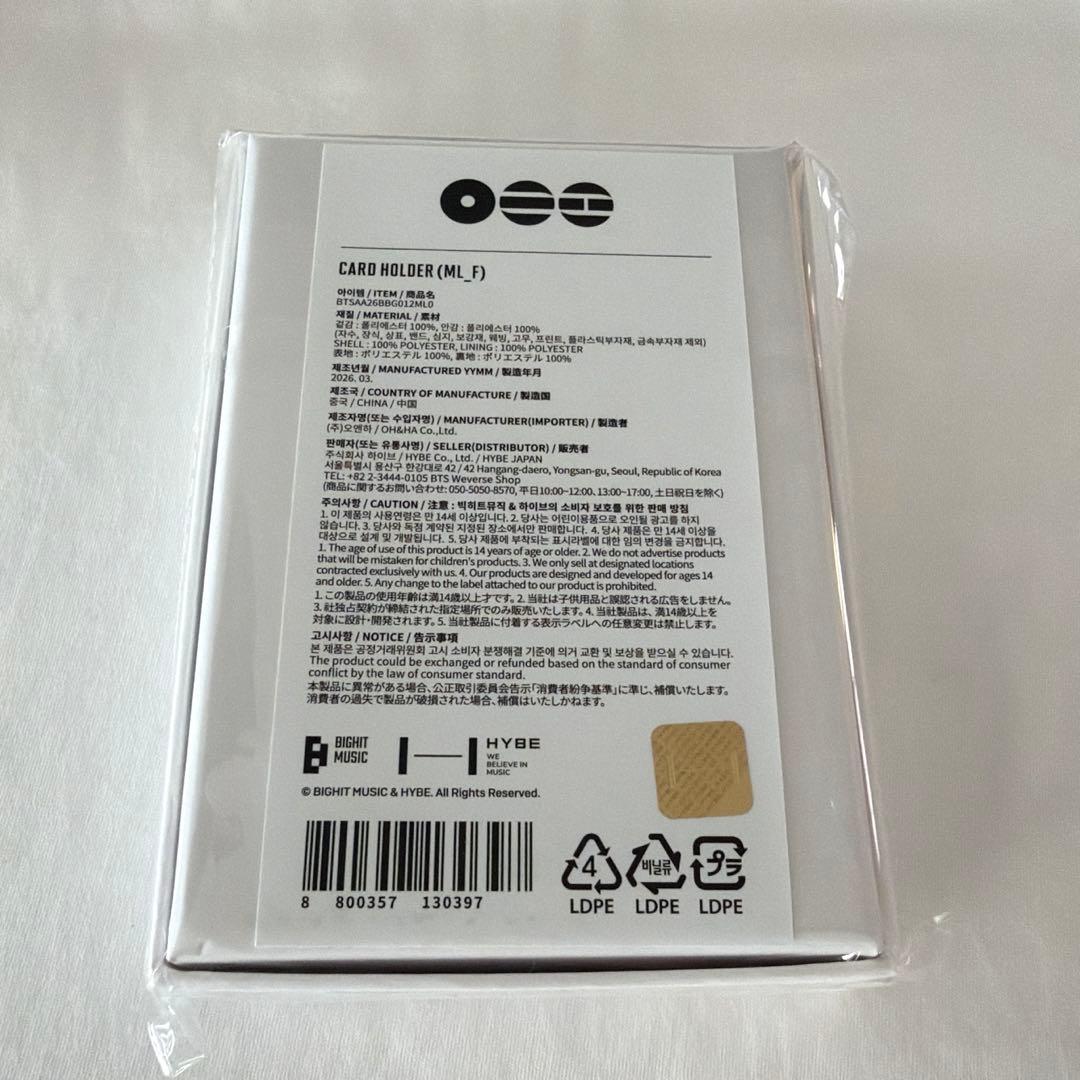 CARD HOLDER (ML_F)
아이템 / ITEM / 商品名
BTSAA26BBG012ML0
재질 / MATERIAL / 素材
겉감 : 폴리에스터 100%, 안감 : 폴리에스터 100%
(자수, 장식, 상표, 밴드, 심지, 보강재, 웨빙, 고무, 프린트, 플라스틱부자재, 금속부자재 제외)
SHELL : 100% POLYESTER, LINING : 100% POLYESTER
表地 : ポリエステル 100%, 裏地 : ポリエステル 100%
제조년월 / MANUFACTURED YYMM / 製造年月
2026. 03.
제조국 / COUNTRY OF MANUFACTURE / 製造国
중국 / CHINA / 中国
제조자명(또는 수입자명) / MANUFACTURER(IMPORTER) / 製造者
(주)오앤하 / OH&HA Co.,Ltd.
판매자(또는 유통사명) / SELLER(DISTRIBUTOR) / 販売者
주식회사 하이브 / HYBE Co., Ltd. / HYBE JAPAN
서울특별시 용산구 한강대로 42 / 42 Hangang-daero, Yongsan-gu, Seoul, Republic of Korea
TEL: +82 2-3444-0105 BTS Weverse Shop
(商品に関するお問い合わせ: 050-5050-8570, 平日10:00~12:00、13:00~17:00, 土日祝日を除く)
주의사항 / CAUTION / 注意 : 빅히트뮤직 & 하이브의 소비자 보호를 위한 판매 방침
1. 이 제품의 사용연령은 만 14세 이상입니다. 2. 당사는 어린이용품으로 오인될 광고를 하지
않습니다. 3. 당사와 독점 계약된 지정된 장소에서만 판매합니다. 4. 당사 제품은 만 14세 이상을
대상으로 설계 및 개발됩니다. 5. 당사 제품에 부착되는 표시라벨에 대한 임의 변경을 금지합니다.
1. The age of use of this product is 14 years of age or older. 2. We do not advertise products
that will be mistaken for children's products. 3. We only sell at designated locations
contracted exclusively with us. 4. Our products are designed and developed for ages 14
and older. 5. Any change to the label attached to our product is prohibited.
1. この製品の使用年齢は満14歳以上才です。2. 当社は子供用品と誤認される広告をしません。
3. 社独占契約が締結された指定場所でのみ販売いたします。4. 当社製品は、満14歳以上を
対象に設計・開発されます。5. 当社製品に付着する表示ラベルへの任意変更は禁止します。
고시사항 / NOTICE / 告示事項
본 제품은 공정거래위원회 고시 소비자 분쟁해결 기준에 의거 교환 및 보상을 받으실 수 있습니다.
The product could be exchanged or refunded based on the standard of consumer
conflict by the law of consumer standard.
本製品に異常がある場合、公正取引委員会告示「消費者紛争基準」に準じ、補償いたします。
消費者の過失で製品が破損された場合、補償はいたしかねます。
BIGHIT
MUSIC
HYBE
WE
BELIEVE IN
MUSIC
© BIGHIT MUSIC & HYBE. All Rights Reserved.
8 800357 130397
4 비닐류 プラ
LDPE LDPE LDPE